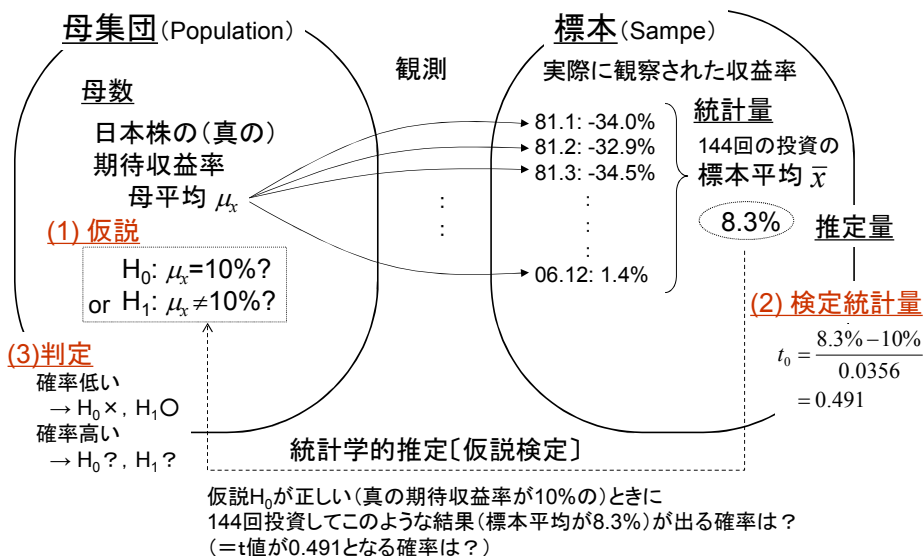 母集団(Population)
母数
日本株の(真の)
期待収益率
母平均 μx
(1) 仮説
H0: μx=10%?
or H1: μx≠10%?
(3)判定
確率低い
→ H0×, H1〇
確率高い
→ H0?, H1?
観測
:
:
標本(Sampe)
実際に観察された収益率
81.1: -34.0%
81.2: -32.9%
81.3: -34.5%
:
:
:
06.12: 1.4%
統計量
144回の投資の
標本平均 x̄
8.3%
推定量
(2) 検定統計量
t0 = (8.3% − 10%) / 0.0356
= 0.491
統計学的推定〔仮説検定〕
仮説H0が正しい(真の期待収益率が10%の)ときに
144回投資してこのような結果(標本平均が8.3%)が出る確率は?
(=t値が0.491となる確率は?)